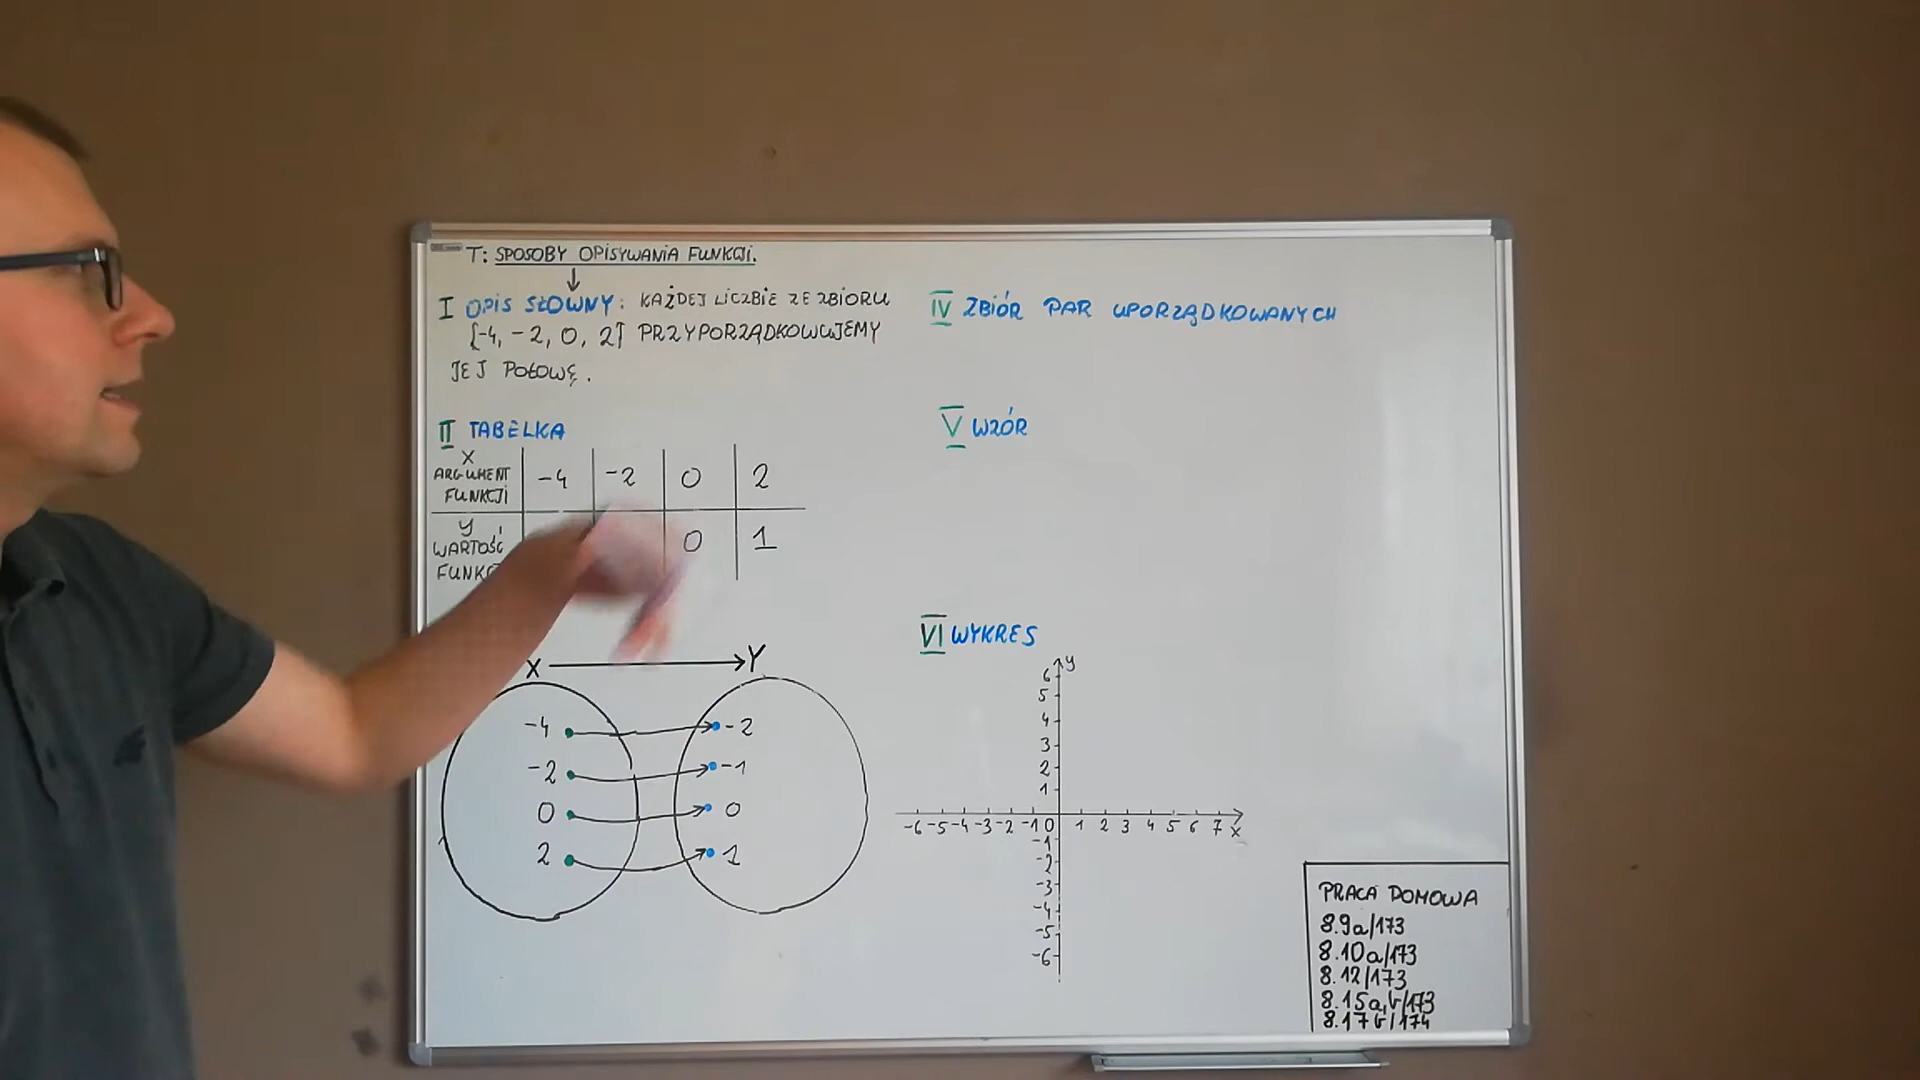 T: SPOSOBY OPISYWANIA FUNKCJI.
I OPIS SŁOWNY: KAŻDEJ LICZBIE ZE ZBIORU
{-4, -2, 0, 2} PRZYPORZĄDKOWUJEMY
JEJ POŁOWĘ.
II TABELKA
X ARGUMENT FUNKCJI -4 -2 0 2
y WARTOŚĆ 0 1
X Y
-4 -2
-2 -1
0 0
2 1
IV ZBIÓR PAR UPORZĄDKOWANYCH
V WZÓR
VI WYKRES
y
6
5
4
3
2
1
-6 -5 -4 -3 -2 -1 0 1 2 3 4 5 6 7 x
-1
-2
-3
-4
-5
-6
PRACA DOMOWA
8.9a/173
8.10a/173
8.12/173
8.15a,b/173
8.17b/174